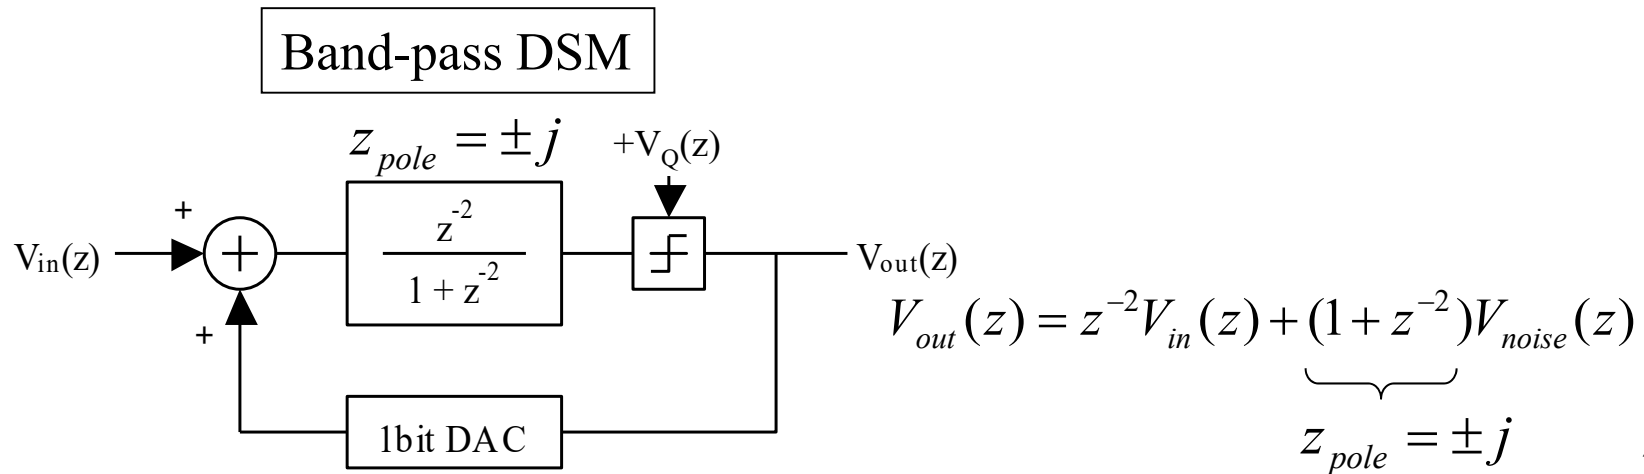 Band-pass DSM
z_pole = ±j
+V_Q(z)
+
V_in(z)
+
z^-2
1 + z^-2
V_out(z)
+
V_out(z) = z^−2 V_in(z) + (1 + z^−2)V_noise(z)
1bit DAC
z_pole = ±j